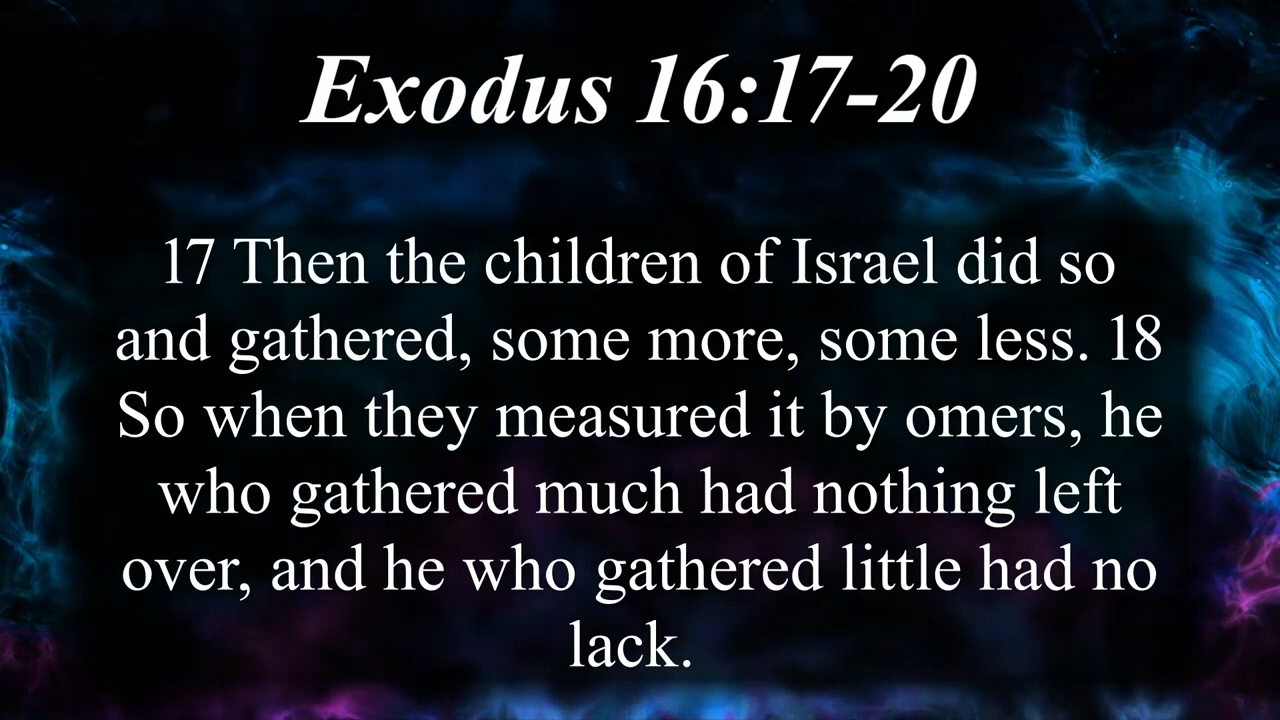 Exodus 16:17-20
17 Then the children of Israel did so
and gathered, some more, some less. 18
So when they measured it by omers, he
who gathered much had nothing left
over, and he who gathered little had no
lack.